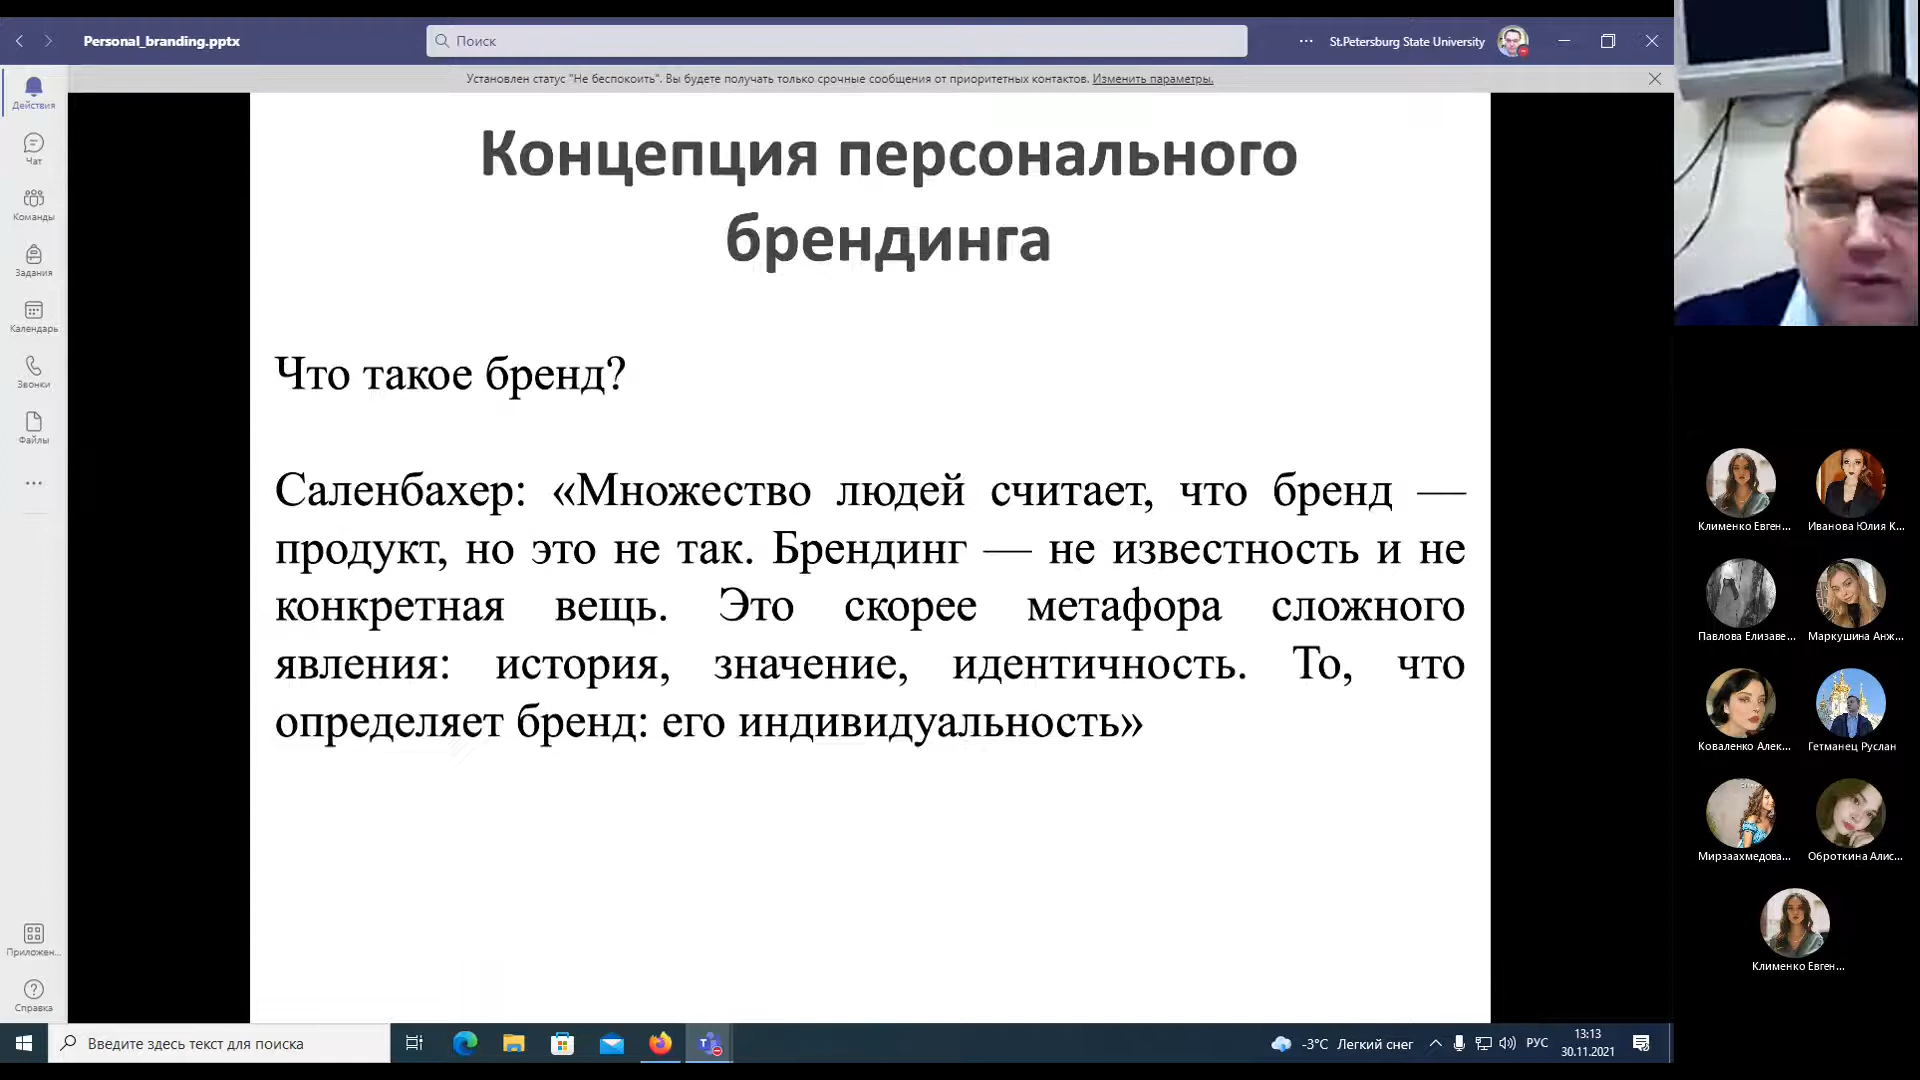 Personal_branding.pptx
Поиск
St.Petersburg State University
Установлен статус "Не беспокоить". Вы будете получать только срочные сообщения от приоритетных контактов. Изменить параметры.
Действия
Чат
Команды
Задания
Календарь
Звонки
Файлы
Приложен...
Справка
Концепция персонального
брендинга
Что такое бренд?
Саленбахер: «Множество людей считает, что бренд —
продукт, но это не так. Брендинг — не известность и не
конкретная вещь. Это скорее метафора сложного
явления: история, значение, идентичность. То, что
определяет бренд: его индивидуальность»
Клименко Евген...
Иванова Юлия К...
Павлова Елизаве...
Маркушина Анж...
Коваленко Алек...
Гетманец Руслан
Мирзаахмедова...
Оброткина Алис...
Клименко Евген...
Введите здесь текст для поиска
-3°C Легкий снег
РУС
13:13
30.11.2021